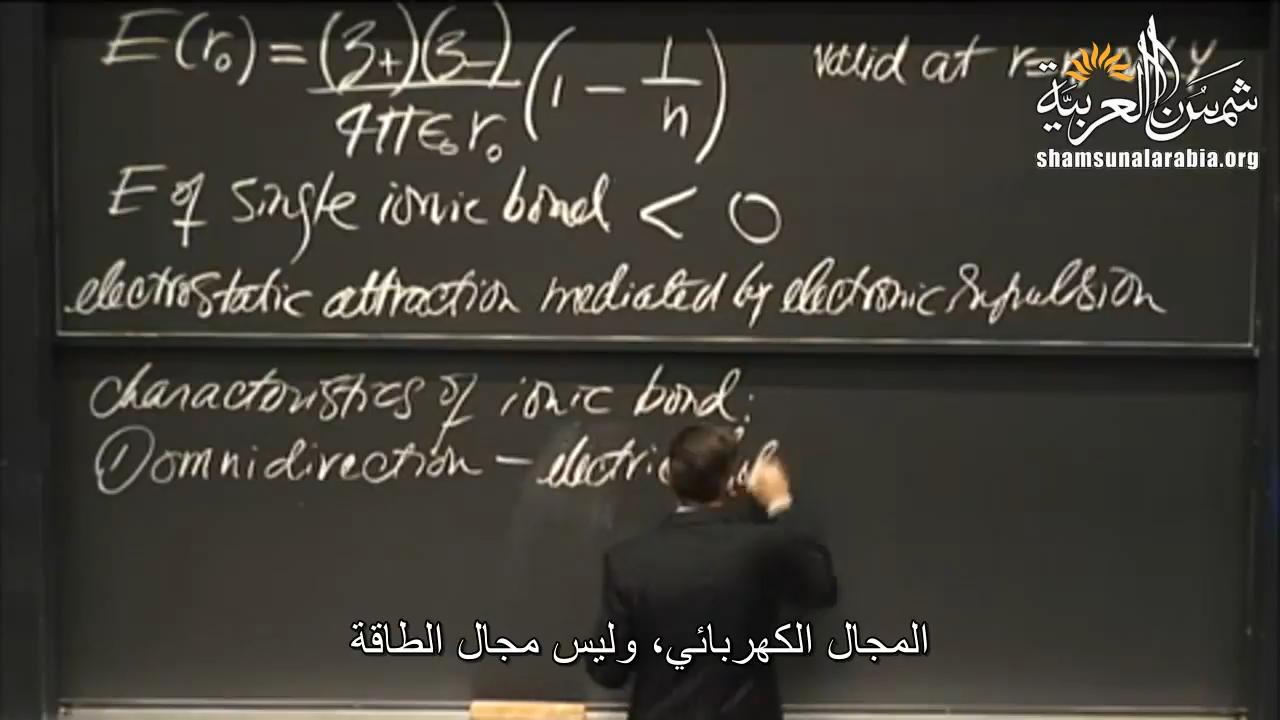 E(r₀) = (z+)(z-) / 4πε₀r₀ (1 - 1/n)
valid at r=
شمس العربية
shamsunalarabia.org
E of single ionic bond < 0
electrostatic attraction mediated by electronic repulsion
characteristics of ionic bond:
① omnidirection – electric
المجال الكهربائي، وليس مجال الطاقة